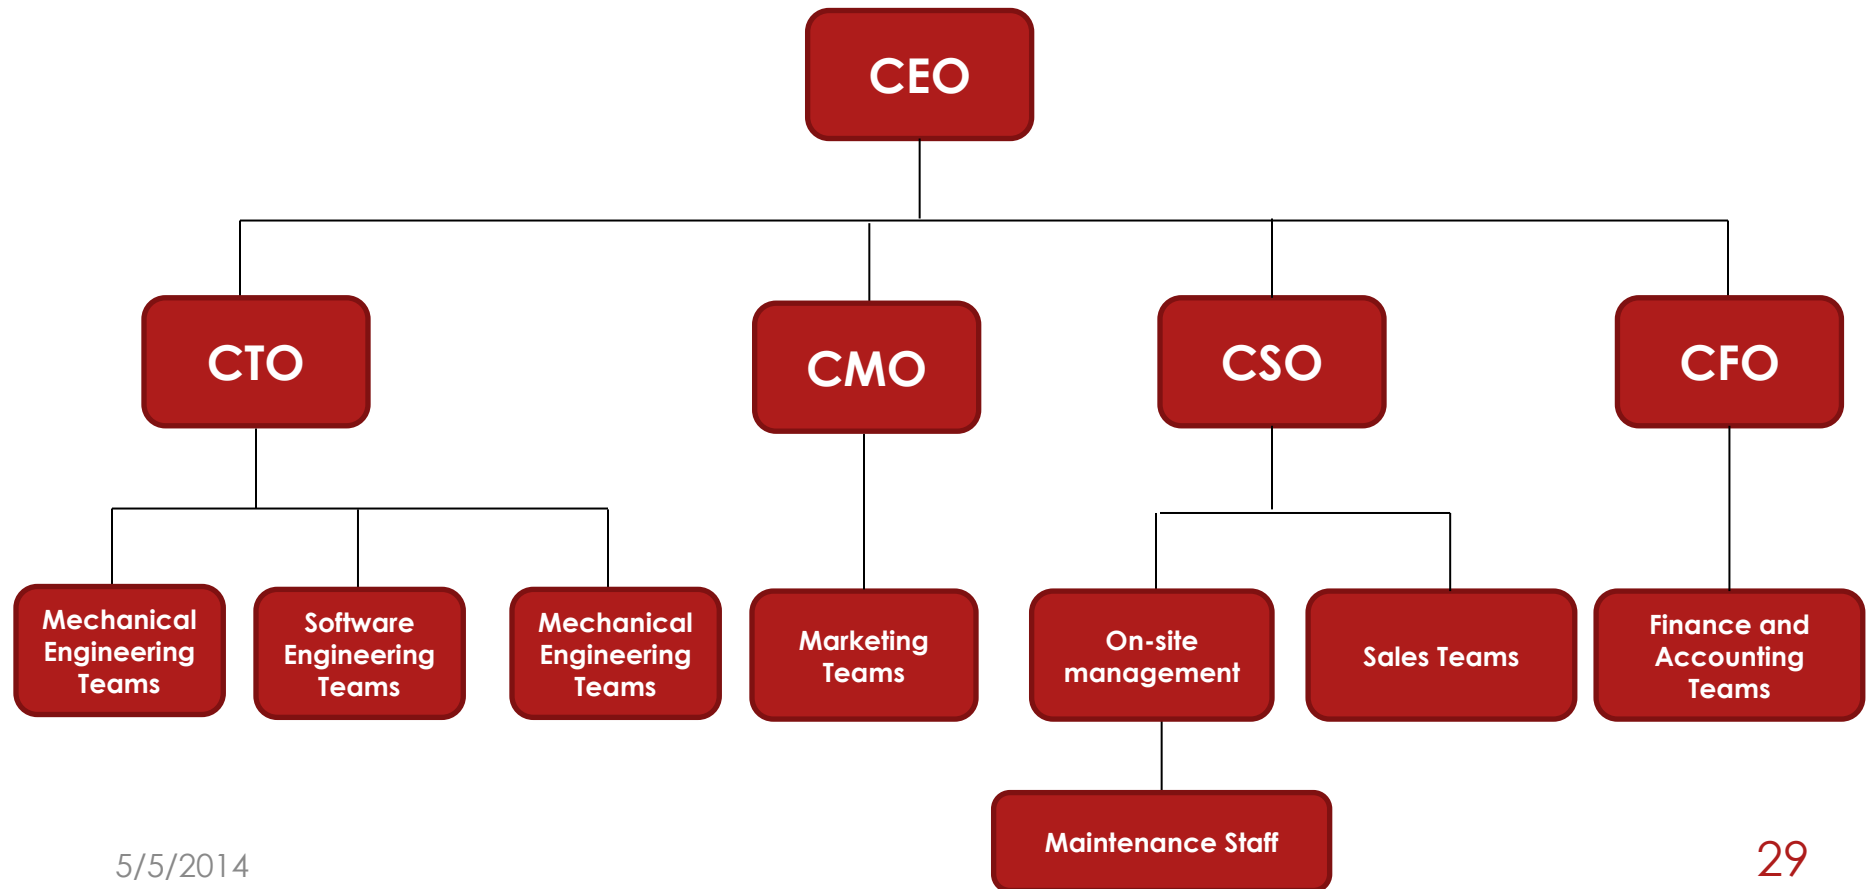 CEO
CTO
CMO
CSO
CFO
Mechanical
Engineering
Teams
Software
Engineering
Teams
Mechanical
Engineering
Teams
Marketing
Teams
On-site
management
Sales Teams
Finance and
Accounting
Teams
Maintenance Staff
5/5/2014
29